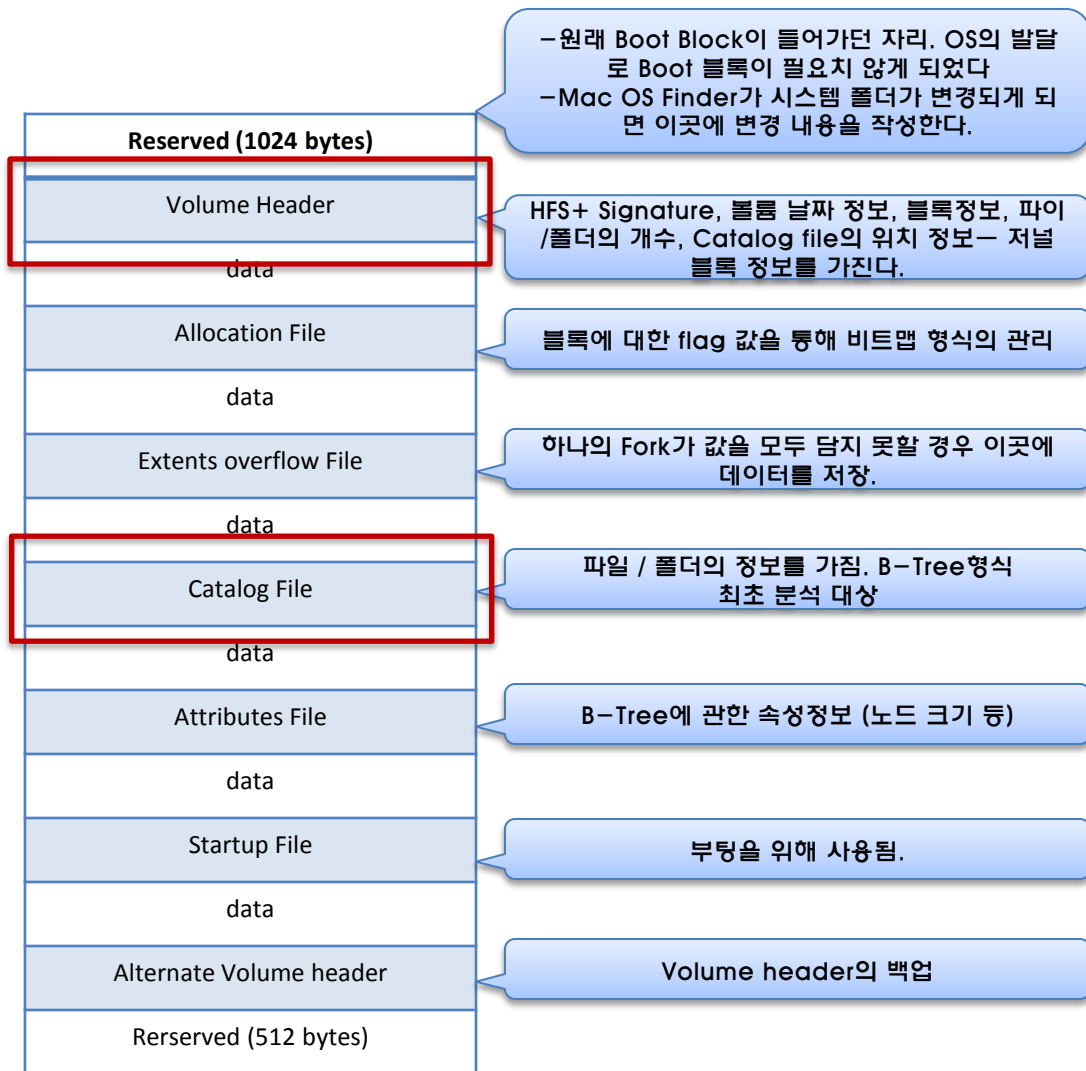 -원래 Boot Block이 들어가던 자리. OS의 발달
로 Boot 블록이 필요치 않게 되었다
-Mac OS Finder가 시스템 폴더가 변경되게 되
면 이곳에 변경 내용을 작성한다.
Reserved (1024 bytes)
Volume Header
HFS+ Signature, 볼륨 날짜 정보, 블록정보, 파이
/폴더의 개수, Catalog file의 위치 정보— 저널
블록 정보를 가진다.
data
Allocation File
블록에 대한 flag 값을 통해 비트맵 형식의 관리
data
Extents overflow File
하나의 Fork가 값을 모두 담지 못할 경우 이곳에
데이터를 저장.
data
Catalog File
파일 / 폴더의 정보를 가짐. B-Tree형식
최초 분석 대상
data
Attributes File
B-Tree에 관한 속성정보 (노드 크기 등)
data
Startup File
부팅을 위해 사용됨.
data
Alternate Volume header
Volume header의 백업
Rerserved (512 bytes)